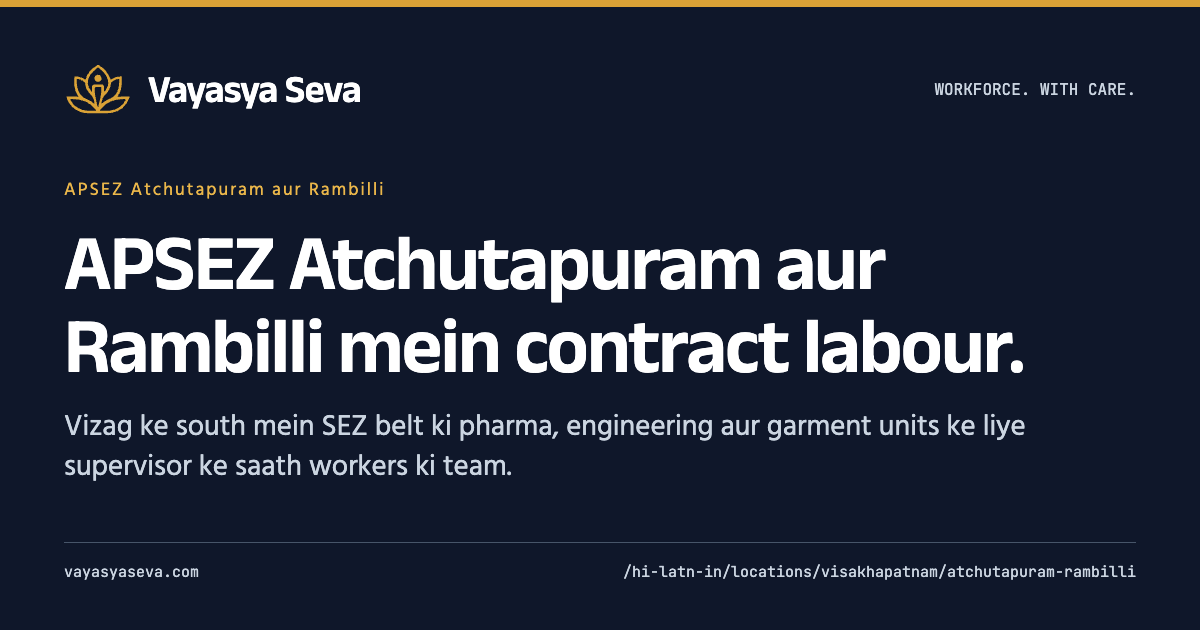 Vayasya Seva
WORKFORCE. WITH CARE.
APSEZ Atchutapuram aur Rambilli
APSEZ Atchutapuram aur
Rambilli mein contract labour.
Vizag ke south mein SEZ belt ki pharma, engineering aur garment units ke liye
supervisor ke saath workers ki team.
vayasyaseva.com
/hi-latn-in/locations/visakhapatnam/atchutapuram-rambilli